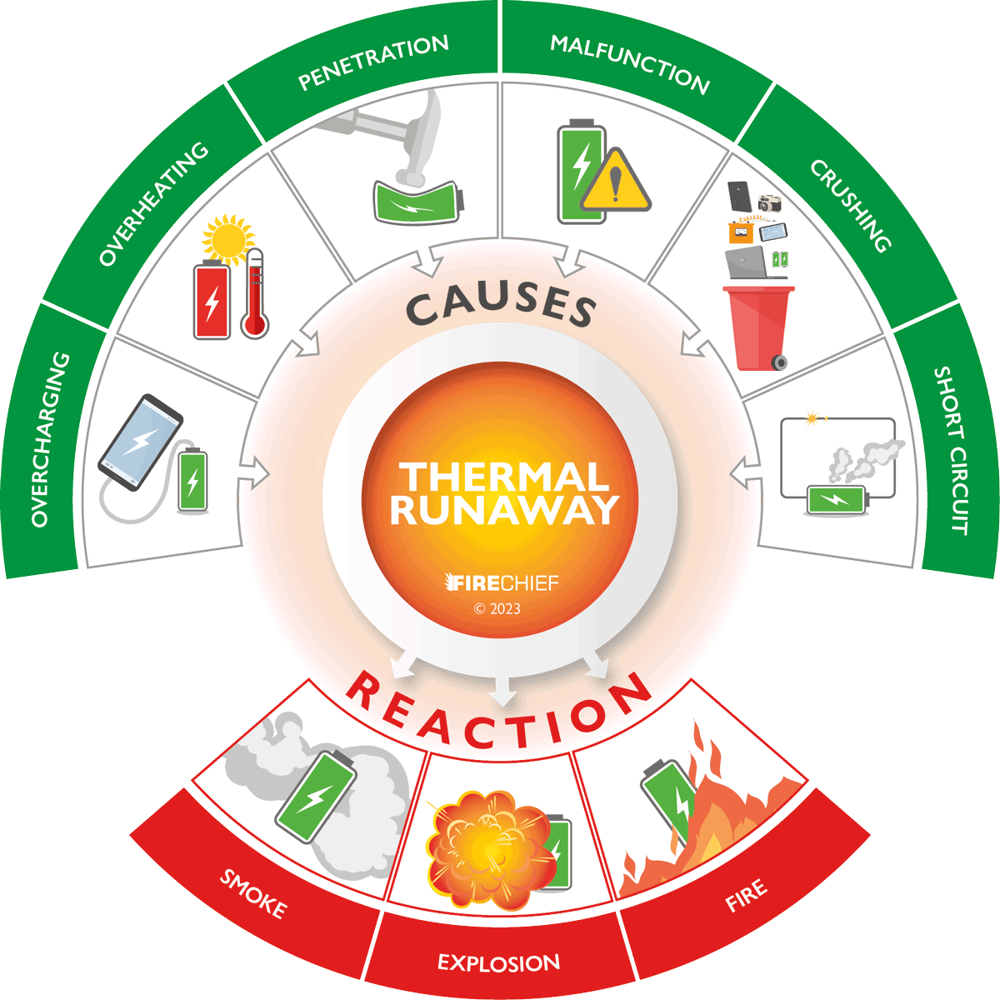 OVERCHARGING
OVERHEATING
PENETRATION
MALFUNCTION
CRUSHING
SHORT CIRCUIT
CAUSES
THERMAL
RUNAWAY
FIRECHIEF
© 2023
REACTION
SMOKE
EXPLOSION
FIRE